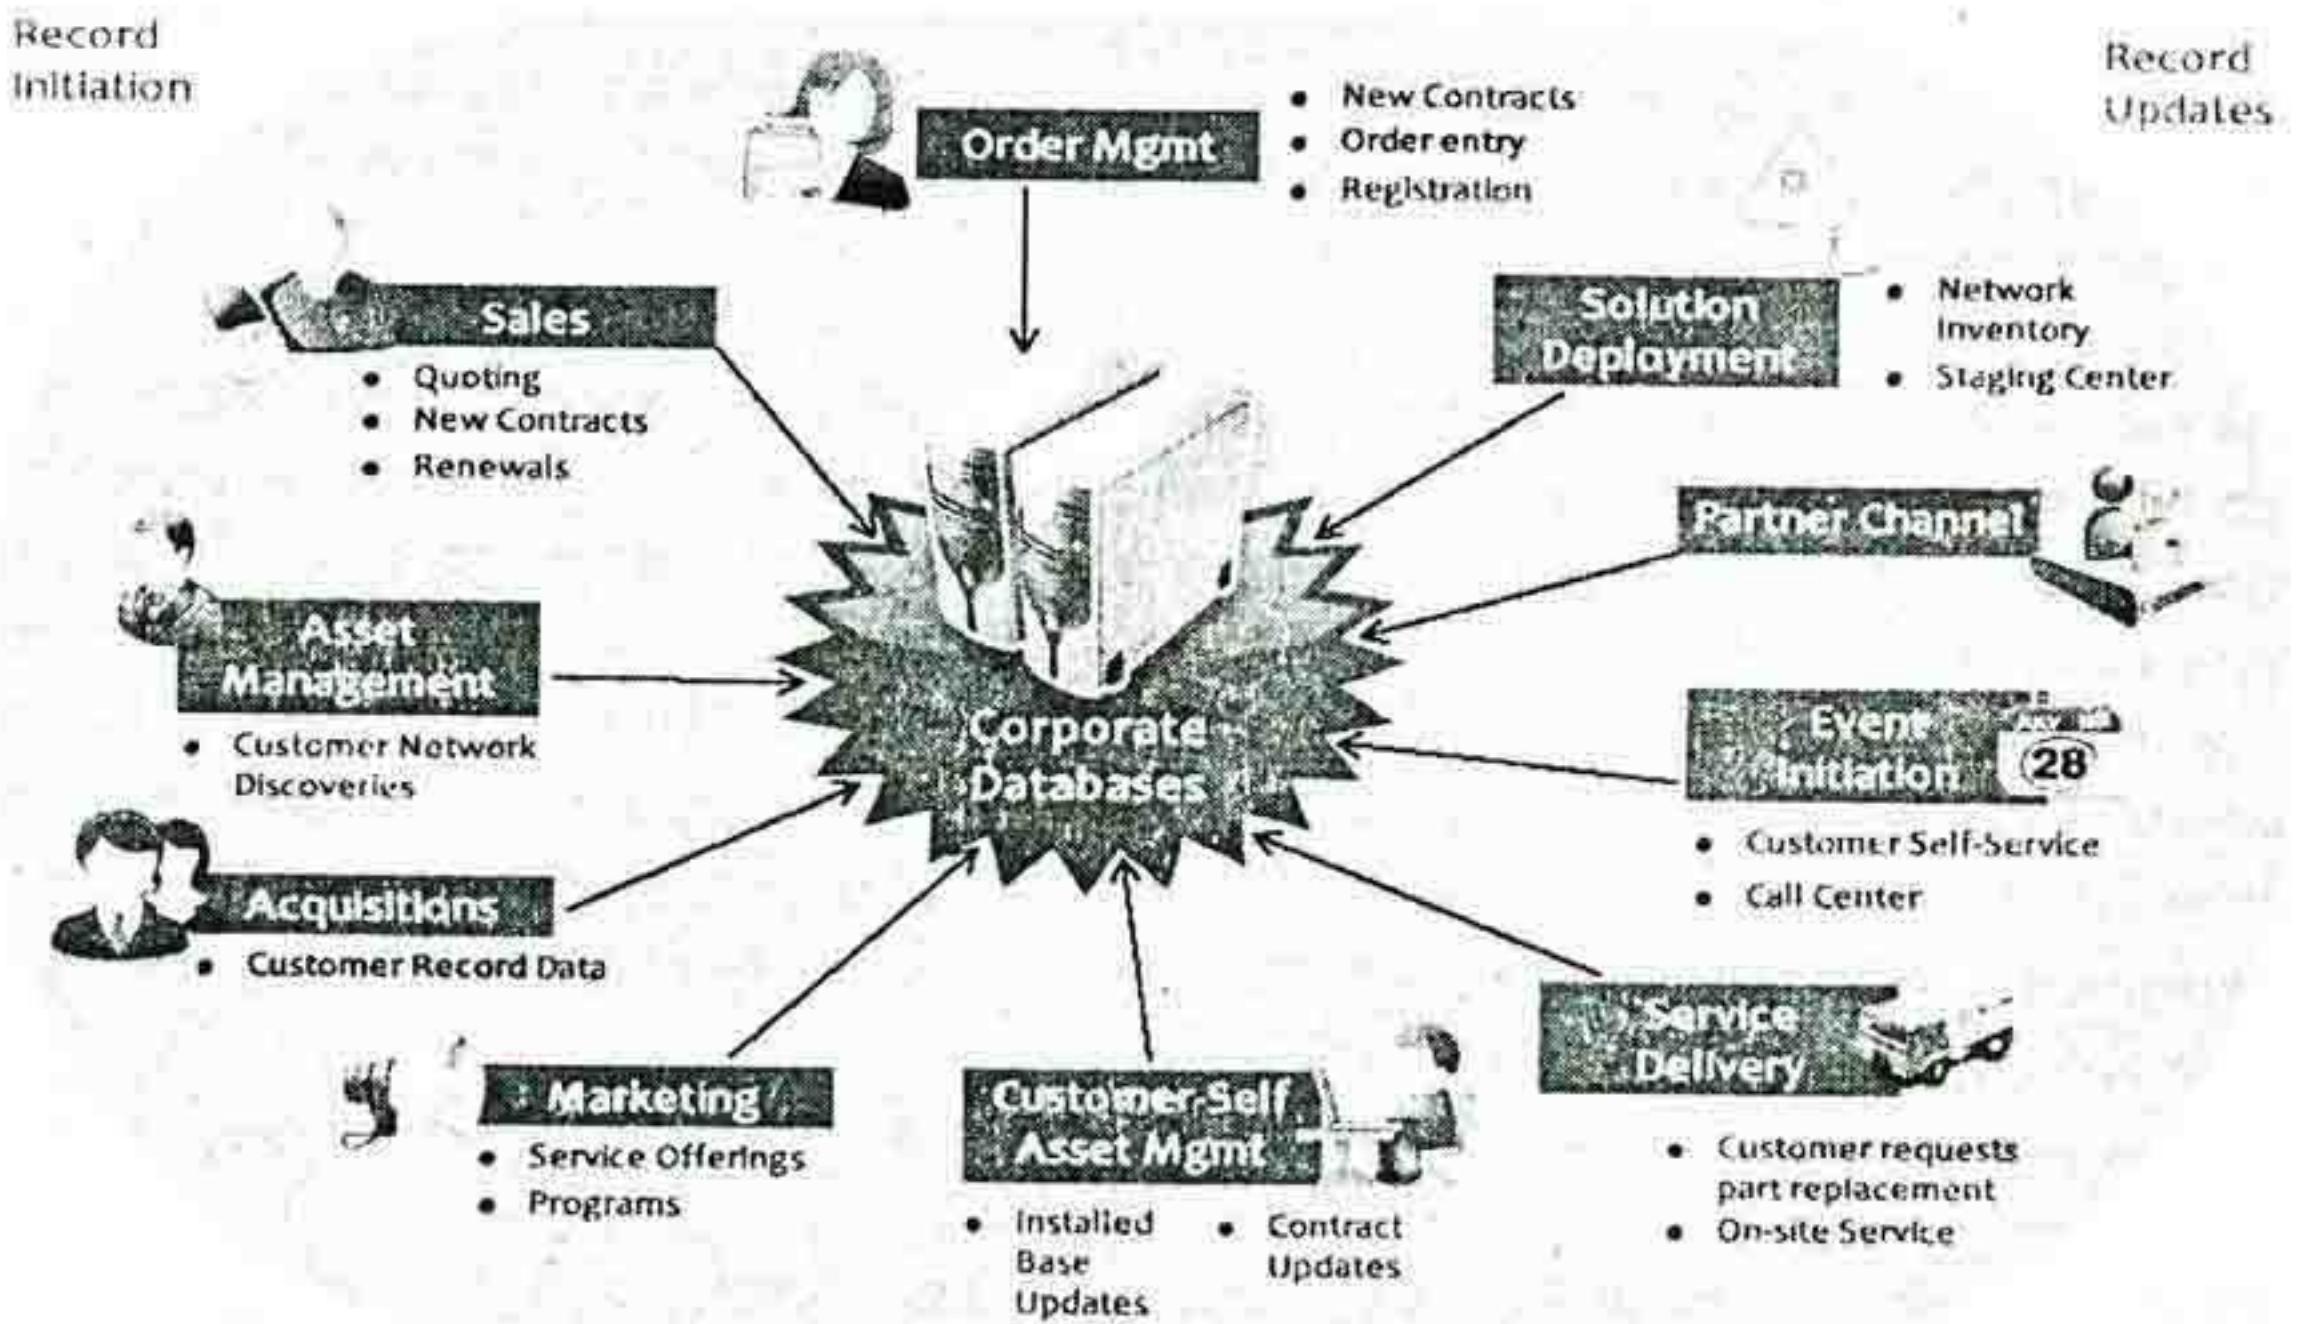 Record
Initiation
Record
Updates
Order Mgmt
• New Contracts
• Order entry
• Registration
Sales
• Quoting
• New Contracts
• Renewals
Solution
Deployment
• Network
Inventory
• Staging Center
Partner Channel
Asset
Management
• Customer Network
Discoveries
Corporate
Databases
Event
Initiation
28
• Customer Self-Service
• Call Center
Acquisitions
• Customer Record Data
Marketing
• Service Offerings
• Programs
Customer-Self
Asset Mgmt
• Installed
Base
Updates
• Contract
Updates
Service
Delivery
• Customer requests
part replacement
• On-site Service